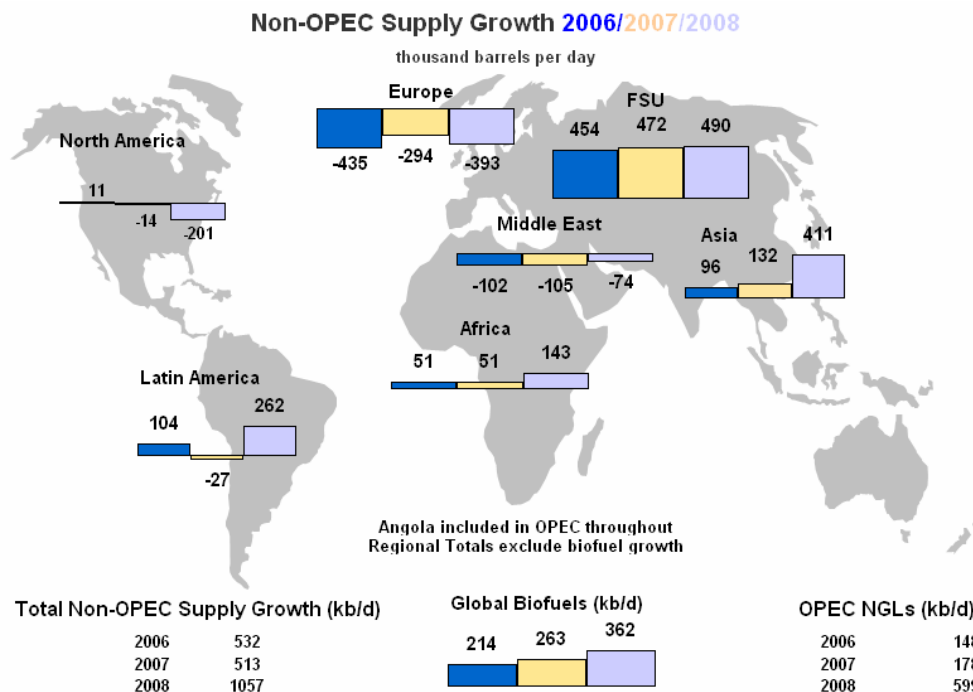 Non-OPEC Supply Growth 2006/2007/2008
thousand barrels per day
Europe
-435
-294
-393
FSU
454
472
490
North America
11
-14
-201
Middle East
-102
-105
-74
Asia
96
132
411
Africa
51
51
143
Latin America
104
-27
262
Angola included in OPEC throughout
Regional Totals exclude biofuel growth
Total Non-OPEC Supply Growth (kb/d)
2006 532
2007 513
2008 1057
Global Biofuels (kb/d)
214
263
362
OPEC NGLs (kb/d)
2006 148
2007 178
2008 599